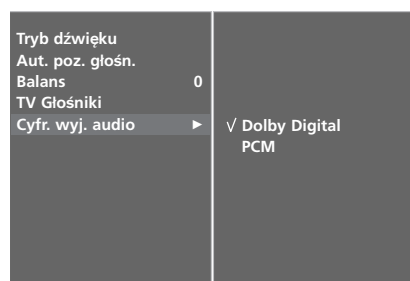 Tryb dźwięku
Aut. poz. głośn.
Balans 0
TV Głośniki
Cyfr. wyj. audio ►
√ Dolby Digital
PCM